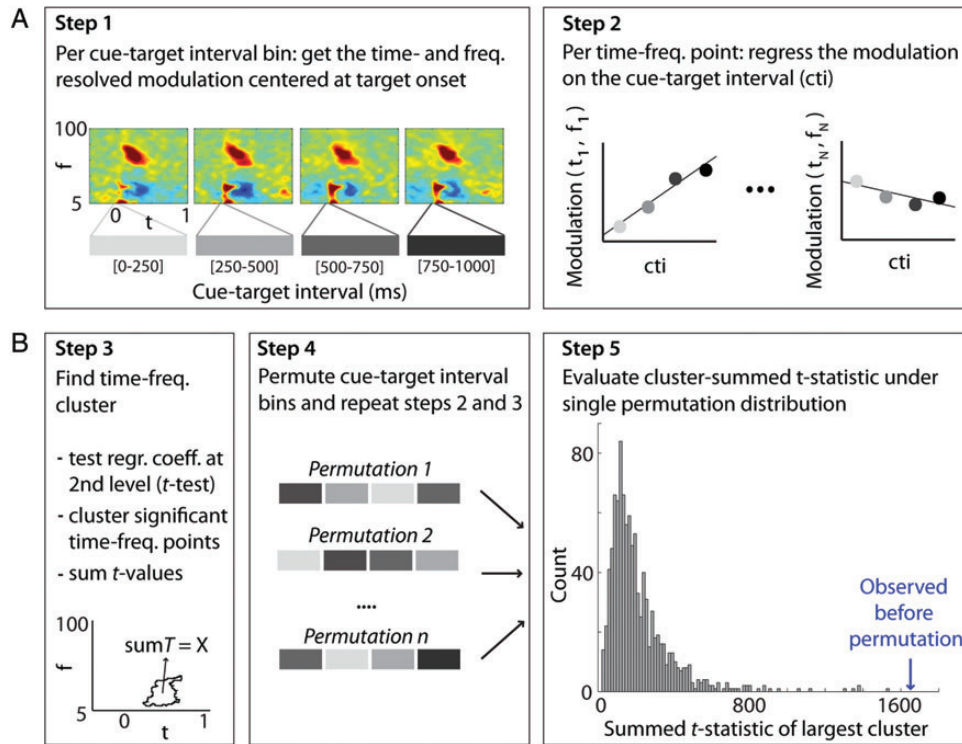 A
Step 1
Per cue-target interval bin: get the time- and freq.
resolved modulation centered at target onset
100
f
5
0
t
1
[0-250]
[250-500]
[500-750]
[750-1000]
Cue-target interval (ms)
Step 2
Per time-freq. point: regress the modulation
on the cue-target interval (cti)
Modulation ( t1, f1)
cti
•••
Modulation ( tN, fN)
cti
B
Step 3
Find time-freq.
cluster
- test regr. coeff. at
2nd level (t-test)
- cluster significant
time-freq. points
- sum t-values
100
f
5
sumT = X
0
t
1
Step 4
Permute cue-target interval
bins and repeat steps 2 and 3
Permutation 1
Permutation 2
....
Permutation n
Step 5
Evaluate cluster-summed t-statistic under
single permutation distribution
80
40
0
Count
Observed
before
permutation
0
800
1600
Summed t-statistic of largest cluster